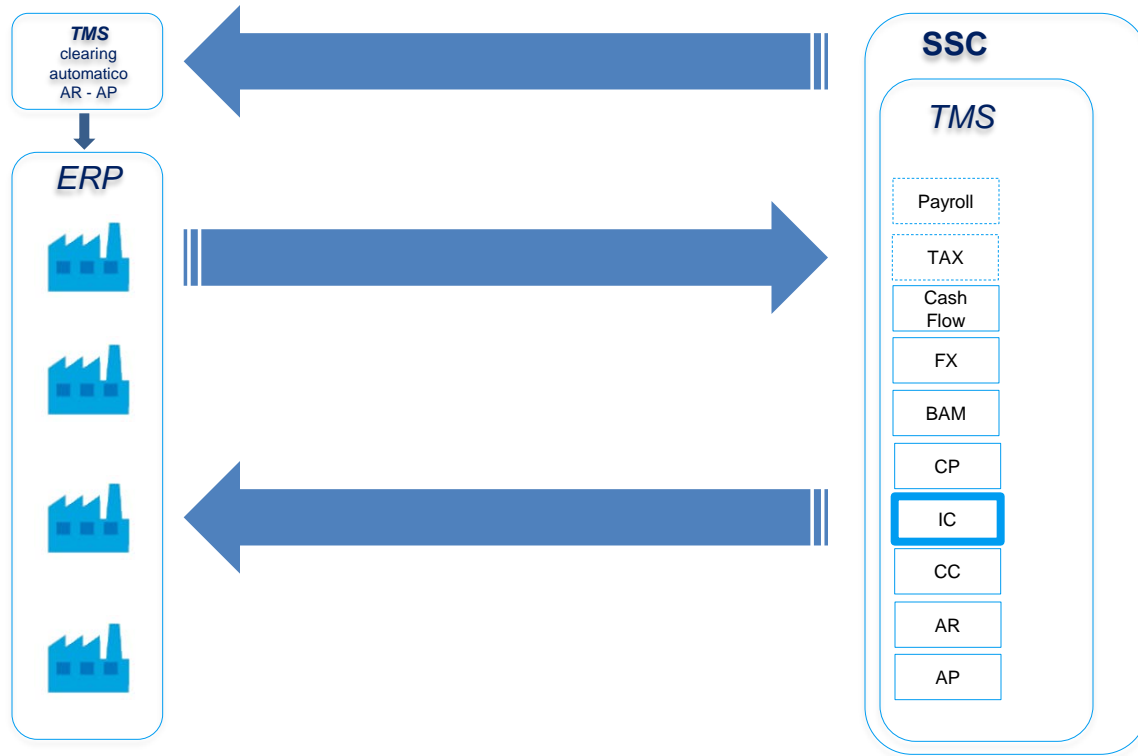 TMS
clearing
automatico
AR - AP
ERP
SSC
TMS
Payroll
TAX
Cash
Flow
FX
BAM
CP
IC
CC
AR
AP